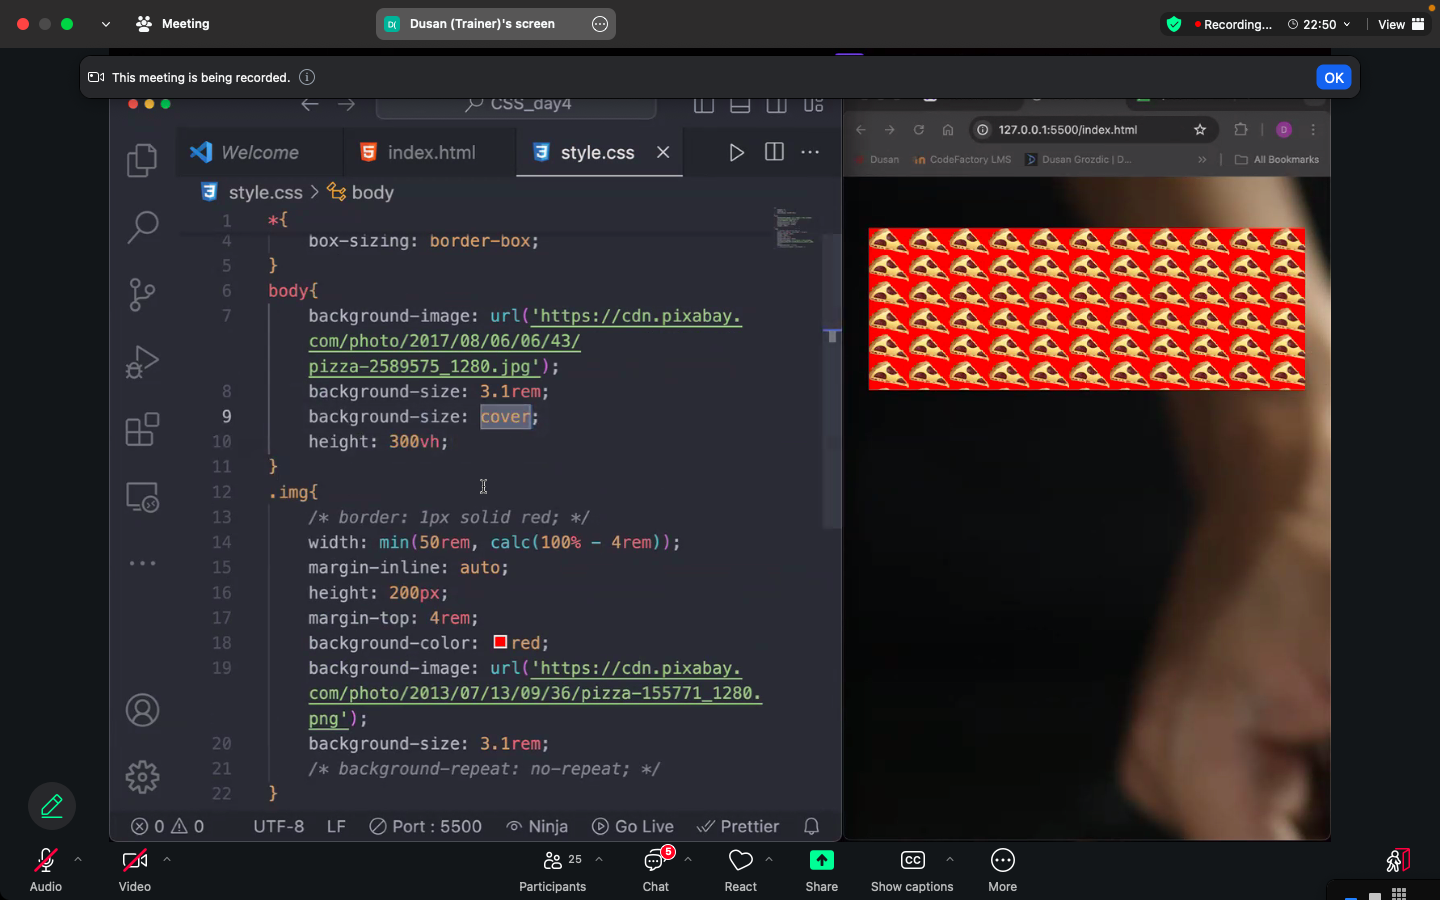 Meeting
D( Dusan (Trainer)'s screen
Recording...
22:50
View
This meeting is being recorded.
OK
CSS_day4
Welcome
index.html
style.css
style.css > body
1 *{
4 box-sizing: border-box;
5 }
6 body{
7 background-image: url('https://cdn.pixabay.
com/photo/2017/08/06/06/43/
pizza-2589575_1280.jpg');
8 background-size: 3.1rem;
9 background-size: cover;
10 height: 300vh;
11 }
12 .img{
13 /* border: 1px solid red; */
14 width: min(50rem, calc(100% - 4rem));
15 margin-inline: auto;
16 height: 200px;
17 margin-top: 4rem;
18 background-color: red;
19 background-image: url('https://cdn.pixabay.
com/photo/2013/07/13/09/36/pizza-155771_1280.
png');
20 background-size: 3.1rem;
21 /* background-repeat: no-repeat; */
22 }
0 0 UTF-8 LF Port : 5500 Ninja Go Live Prettier
127.0.0.1:5500/index.html
D
Dusan
CodeFactory LMS
Dusan Grozdic | D...
All Bookmarks
Audio
Video
25
Participants
5
Chat
React
Share
CC
Show captions
More